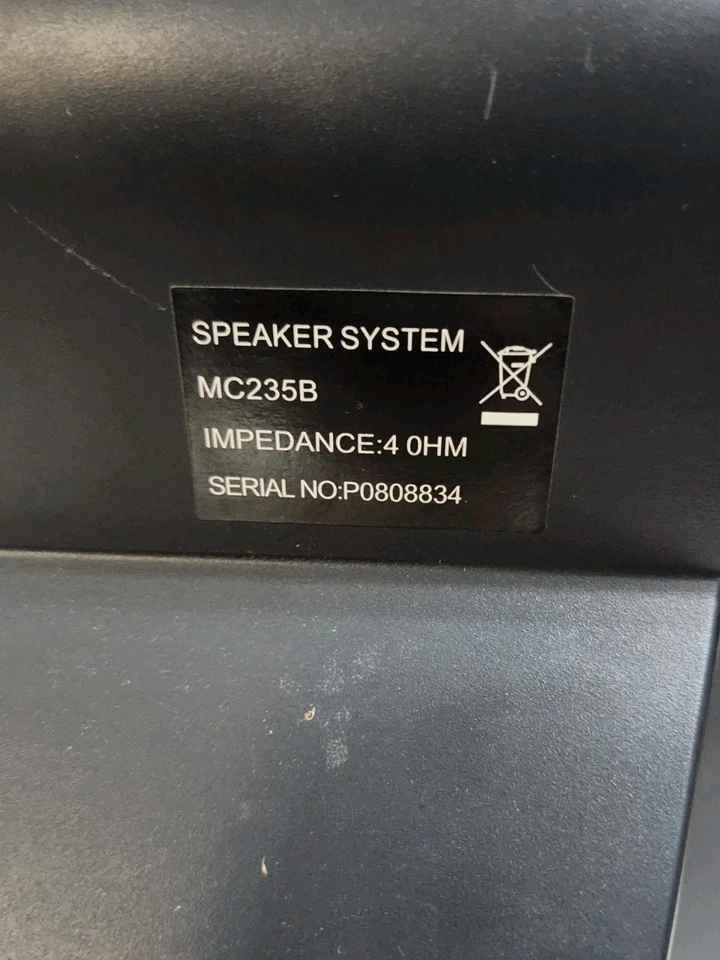 SPEAKER SYSTEM
MC235B
IMPEDANCE:4 0HM
SERIAL NO:P0808834